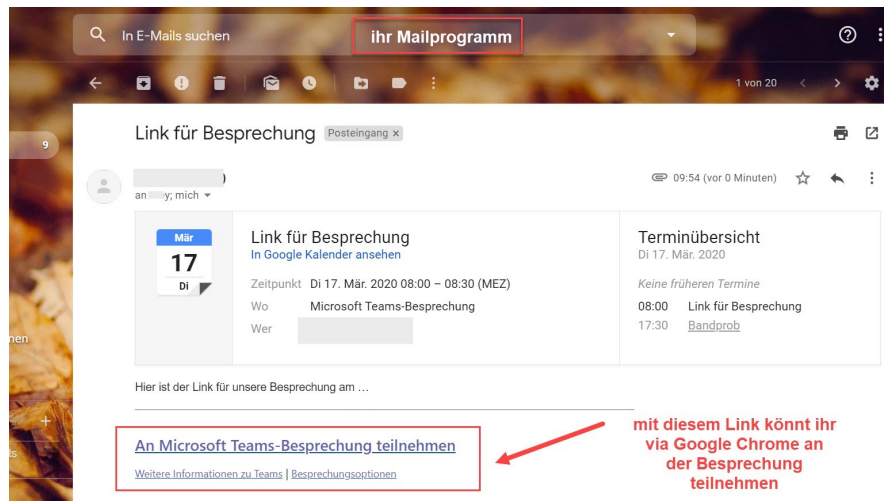 In E-Mails suchen
ihr Mailprogramm
1 von 20
9
Link für Besprechung
Posteingang x
)
09:54 (vor 0 Minuten)
an y; mich
Mär
17
Di
Link für Besprechung
In Google Kalender ansehen
Zeitpunkt Di 17. Mär. 2020 08:00 – 08:30 (MEZ)
Wo Microsoft Teams-Besprechung
Wer
Terminübersicht
Di 17. Mär. 2020
Keine früheren Termine
08:00 Link für Besprechung
17:30 Bandprob
nen
Hier ist der Link für unsere Besprechung am …
ts
An Microsoft Teams-Besprechung teilnehmen
Weitere Informationen zu Teams | Besprechungsoptionen
mit diesem Link könnt ihr
via Google Chrome an
der Besprechung
teilnehmen